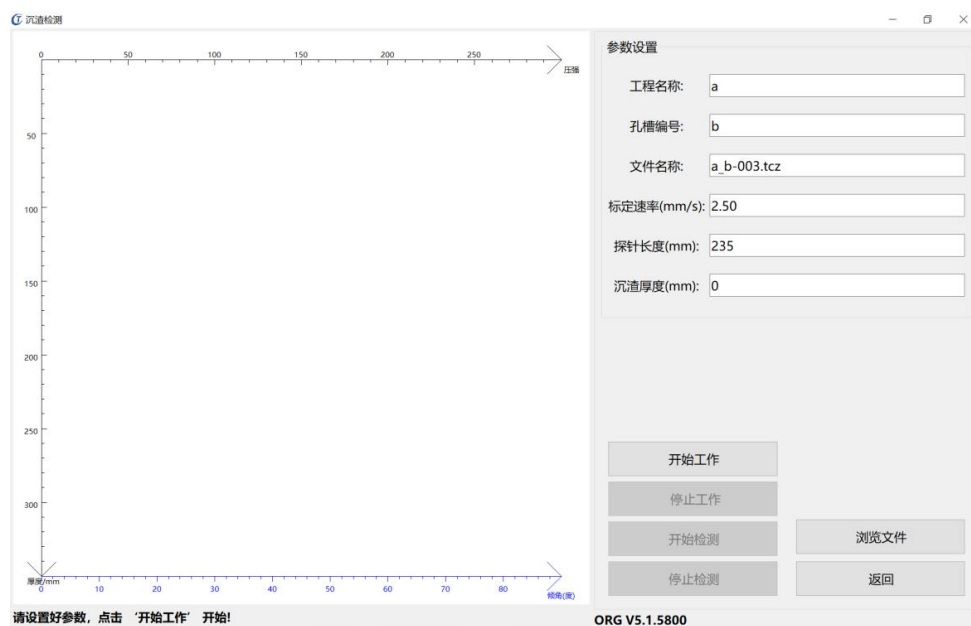 沉渣检测
0 50 100 150 200 250
压强
50
100
150
200
250
300
厚度/mm
0 10 20 30 40 50 60 70 80
倾角(度)
参数设置
工程名称: a
孔槽编号: b
文件名称: a_b-003.tcz
标定速率(mm/s): 2.50
探针长度(mm): 235
沉渣厚度(mm): 0
开始工作
停止工作
开始检测 浏览文件
停止检测 返回
请设置好参数，点击 ‘开始工作’ 开始!
ORG V5.1.5800